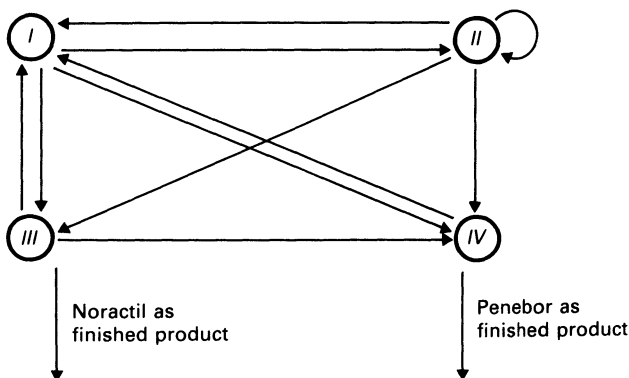 I
II
III
IV
Noractil as
finished product
Penebor as
finished product